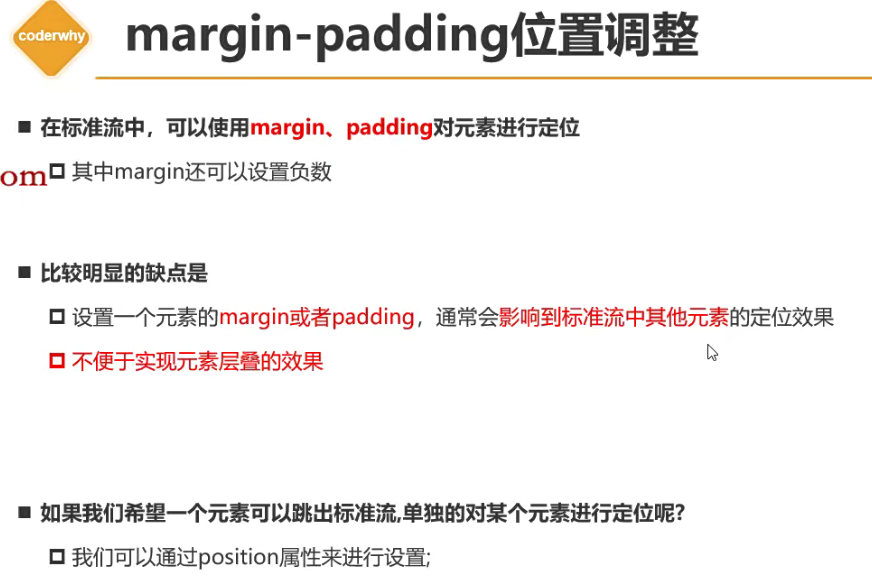 coderwhy
margin-padding位置调整
■ 在标准流中，可以使用margin、padding对元素进行定位
om
其中margin还可以设置负数
■ 比较明显的缺点是
设置一个元素的margin或者padding，通常会影响到标准流中其他元素的定位效果
不便于实现元素层叠的效果
■ 如果我们希望一个元素可以跳出标准流,单独的对某个元素进行定位呢?
我们可以通过position属性来进行设置;